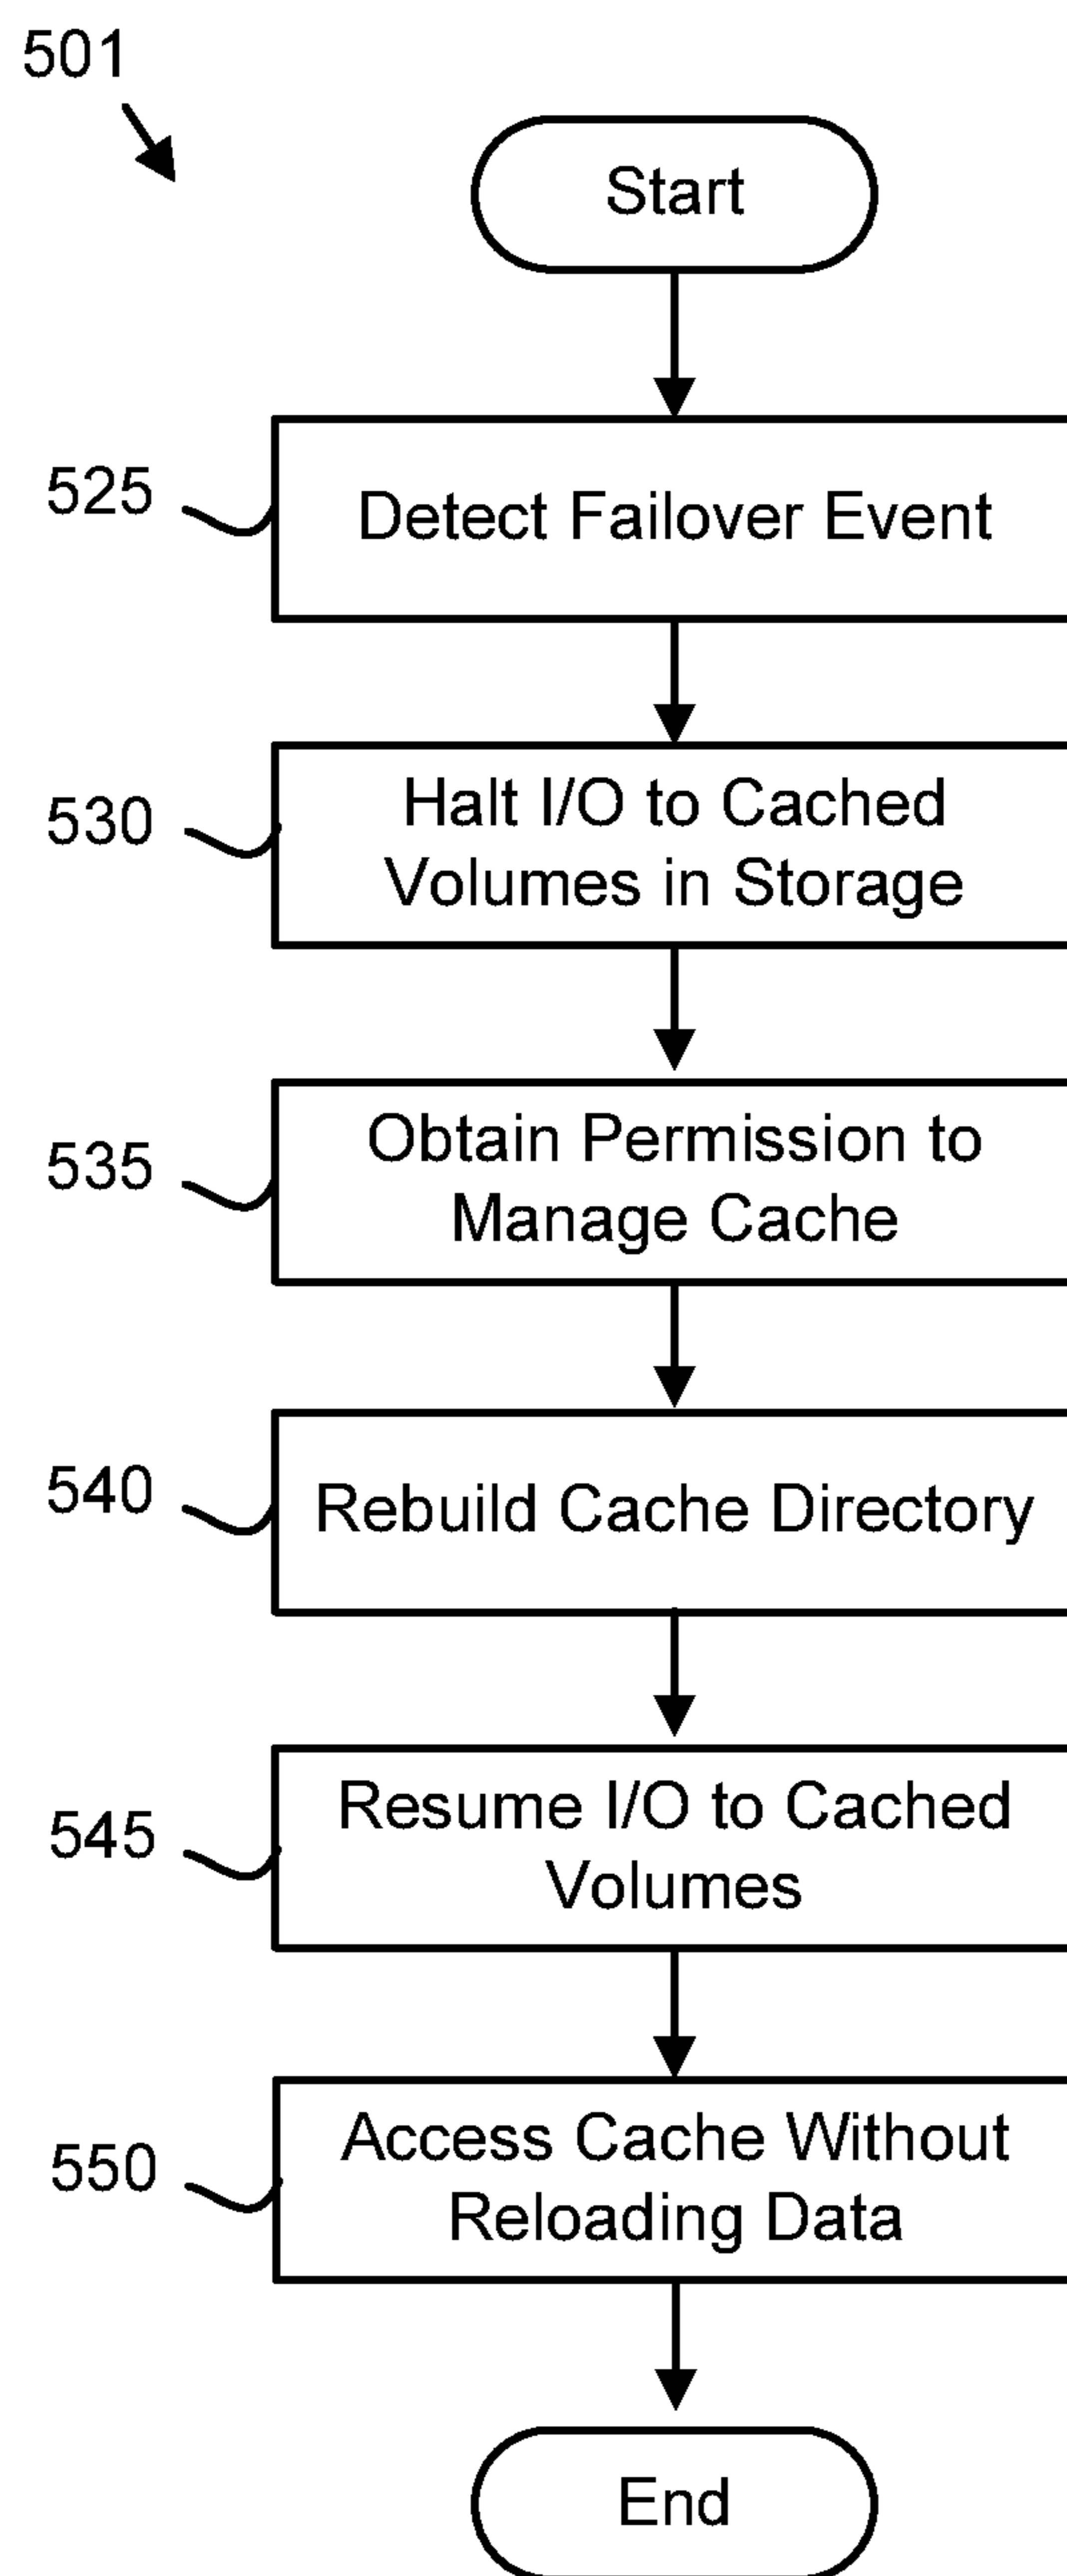 501
Start
525
Detect Failover Event
530
Halt I/O to Cached
Volumes in Storage
535
Obtain Permission to
Manage Cache
540
Rebuild Cache Directory
545
Resume I/O to Cached
Volumes
550
Access Cache Without
Reloading Data
End